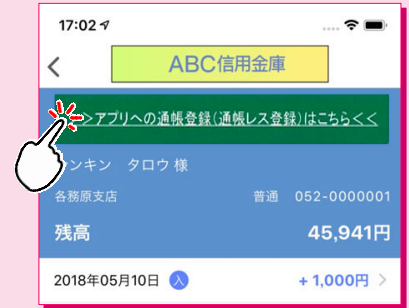 17:02
ABC信用金庫
>アプリへの通帳登録(通帳レス登録)はこちら<<
ンキン タロウ 様
各務原支店 普通 052-0000001
残高 45,941円
2018年05月10日 入 +1,000円 >